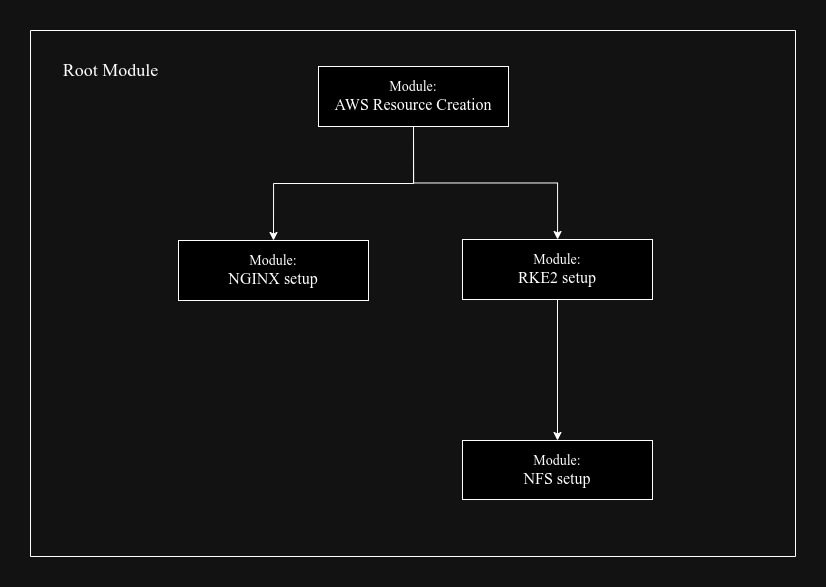 Root Module
Module:
AWS Resource Creation
Module:
NGINX setup
Module:
RKE2 setup
Module:
NFS setup